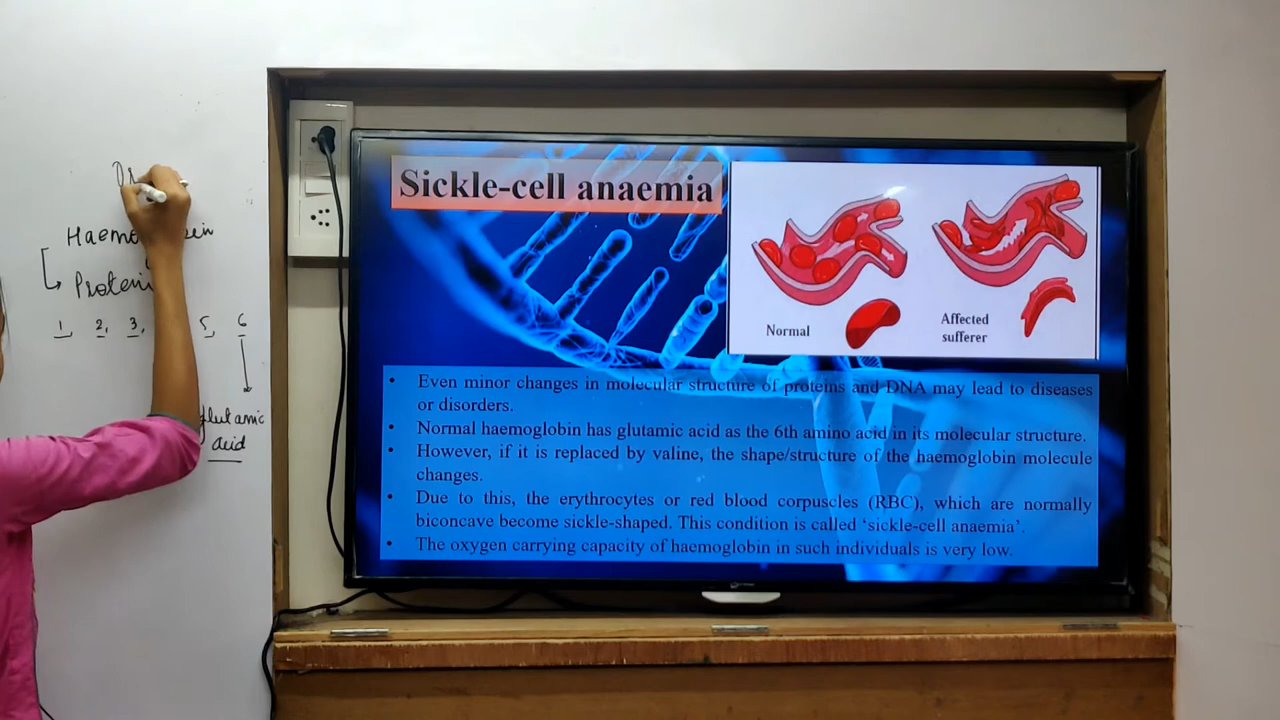 Haemo
Protein
1, 2, 3, 5, 6
glutamic
acid
Sickle-cell anaemia
Normal
Affected
sufferer
• Even minor changes in molecular structure of proteins and DNA may lead to diseases
or disorders.
• Normal haemoglobin has glutamic acid as the 6th amino acid in its molecular structure.
• However, if it is replaced by valine, the shape/structure of the haemoglobin molecule
changes.
• Due to this, the erythrocytes or red blood corpuscles (RBC), which are normally
biconcave become sickle-shaped. This condition is called ‘sickle-cell anaemia’.
• The oxygen carrying capacity of haemoglobin in such individuals is very low.